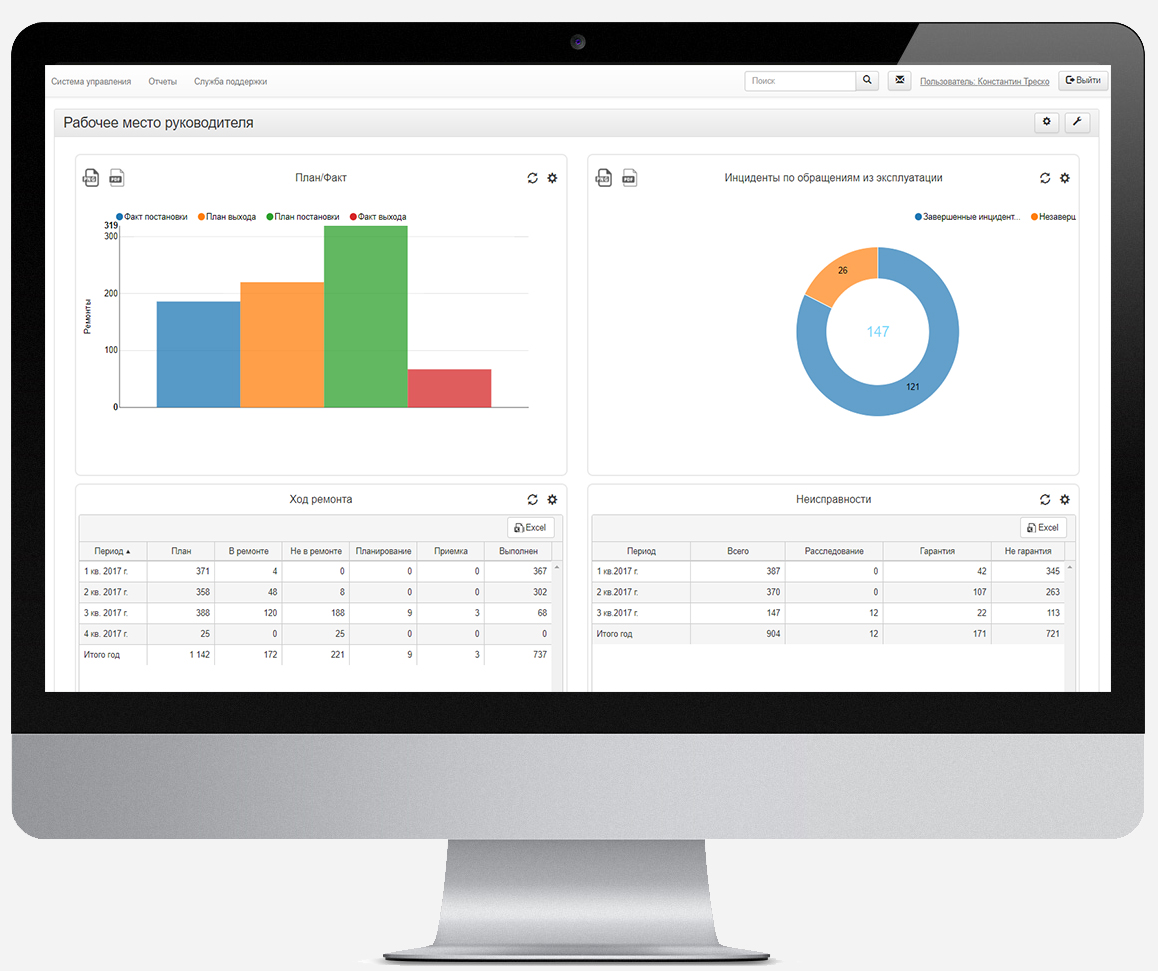 Система управления Отчеты Служба поддержки Поиск Пользователь: Константин Треско Выйти
Рабочее место руководителя
PNG PDF План/Факт
Факт постановки План выхода План постановки Факт выхода
319
300
200
100
0
Ремонты
PNG PDF Инциденты по обращениям из эксплуатации
Завершенные инцидент... Незаверш
26
147
121
Ход ремонта
Excel
Период План В ремонте Не в ремонте Планирование Приемка Выполнен
1 кв. 2017 г. 371 4 0 0 0 367
2 кв. 2017 г. 358 48 8 0 0 302
3 кв. 2017 г. 388 120 188 9 3 68
4 кв. 2017 г. 25 0 25 0 0 0
Итого год 1 142 172 221 9 3 737
Неисправности
Excel
Период Всего Расследование Гарантия Не гарантия
1 кв.2017 г. 387 0 42 345
2 кв.2017 г. 370 0 107 263
3 кв.2017 г. 147 12 22 113
Итого год 904 12 171 721